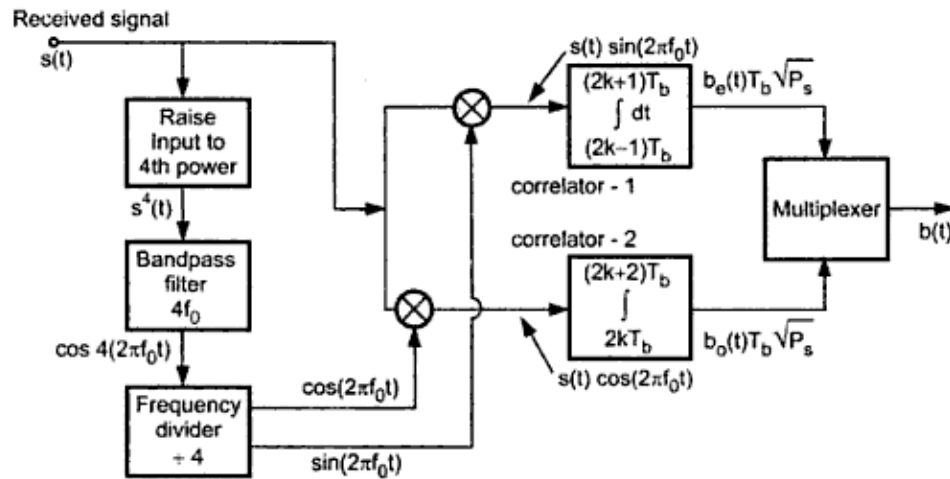 Received signal
s(t)
Raise
Input to
4th power
s⁴(t)
Bandpass
filter
4f₀
cos 4(2πf₀t)
Frequency
divider
÷ 4
cos(2πf₀t)
sin(2πf₀t)
s(t) sin(2πf₀t)
(2k+1)T_b
∫ dt
(2k−1)T_b
correlator - 1
b_e(t)T_b√P_s
correlator - 2
(2k+2)T_b
∫
2kT_b
s(t) cos(2πf₀t)
b_o(t)T_b√P_s
Multiplexer
b(t)